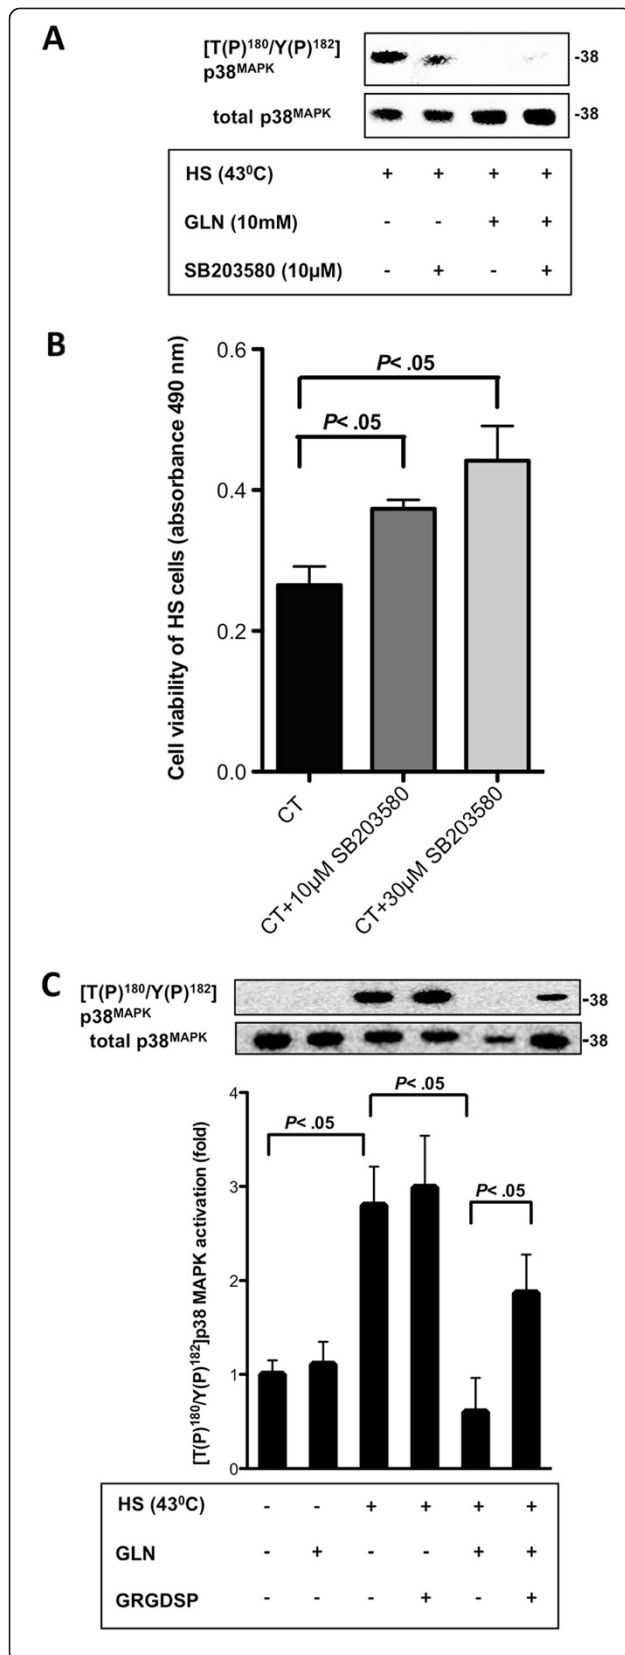 A
[T(P)¹⁸⁰/Y(P)¹⁸²]
p38ᴹᴬᴾᴷ
-38
total p38ᴹᴬᴾᴷ
-38
HS (43⁰C) + + + +
GLN (10mM) - - + +
SB203580 (10µM) - + - +
B
Cell viability of HS cells (absorbance 490 nm)
0.6
0.4
0.2
0.0
P< .05
P< .05
CT
CT+10µM SB203580
CT+30µM SB203580
C
[T(P)¹⁸⁰/Y(P)¹⁸²]
p38ᴹᴬᴾᴷ
-38
total p38ᴹᴬᴾᴷ
-38
[T(P)¹⁸⁰/Y(P)¹⁸²]p38 MAPK activation (fold)
4
3
2
1
0
P< .05
P< .05
P< .05
HS (43⁰C) - - + + + +
GLN - + - - + +
GRGDSP - - - + - +